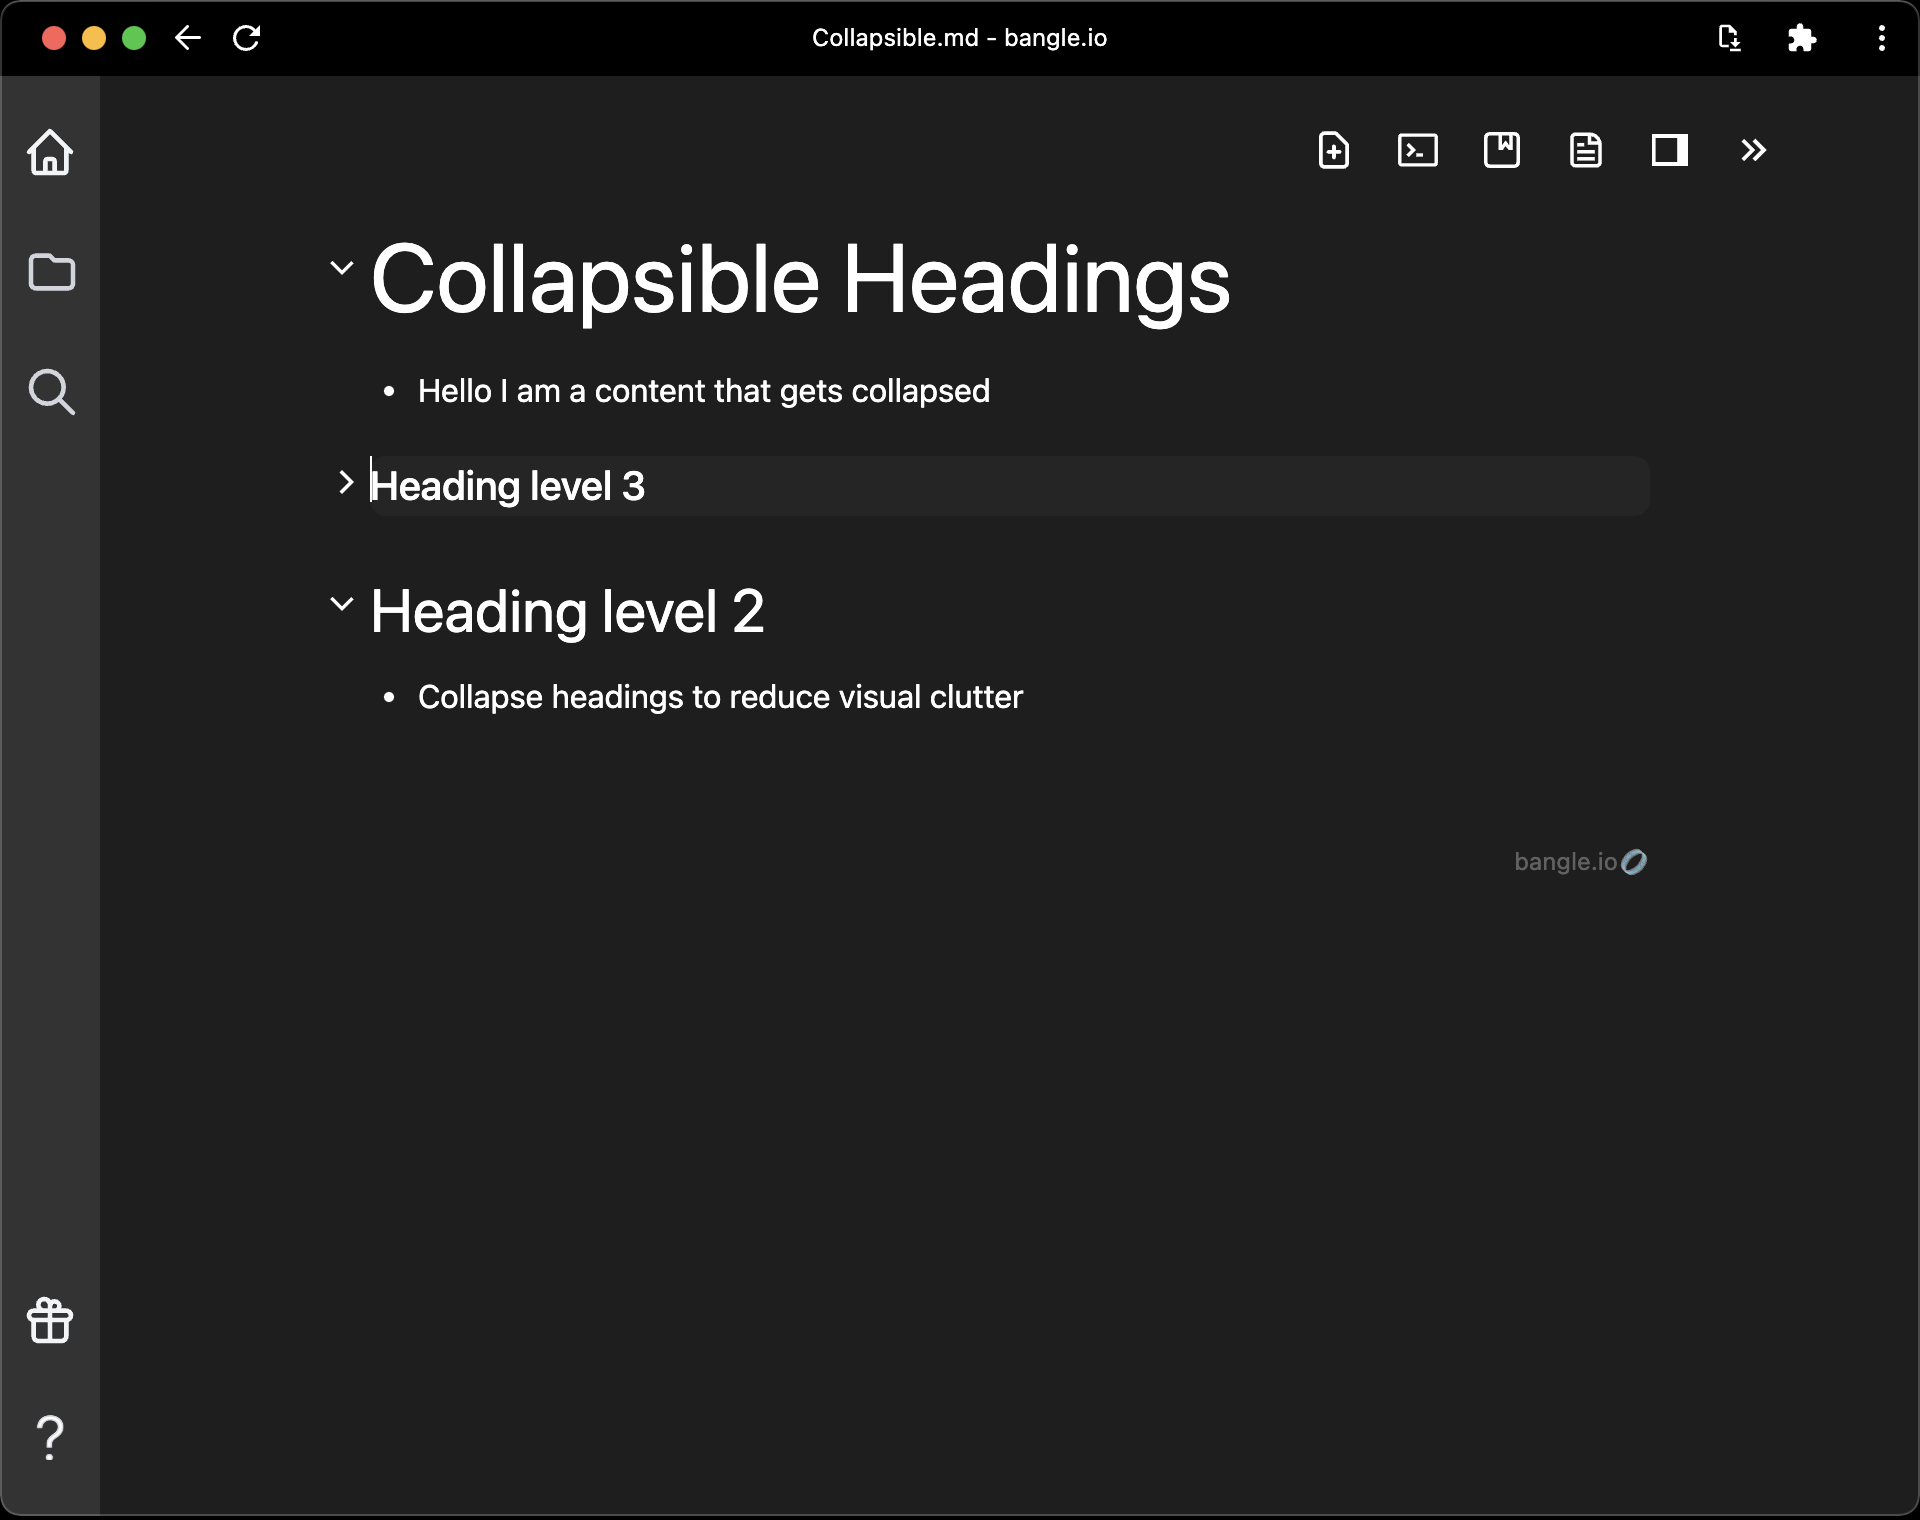 Collapsible.md - bangle.io
Collapsible Headings
Hello I am a content that gets collapsed
Heading level 3
Heading level 2
Collapse headings to reduce visual clutter
bangle.io